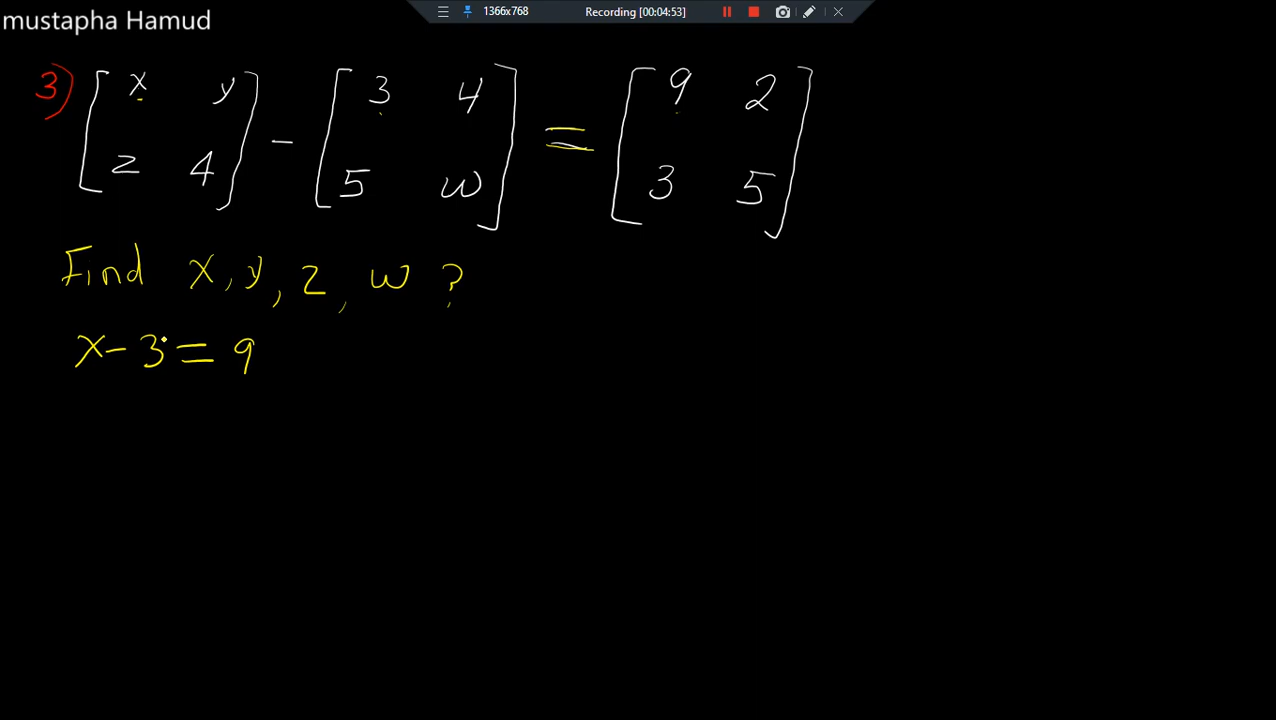 mustapha Hamud
1366x768 Recording [00:04:53]
3) [x y] - [3 4] = [9 2]
[z 4] [5 w] [3 5]
Find x, y, z, w ?
x - 3 = 9